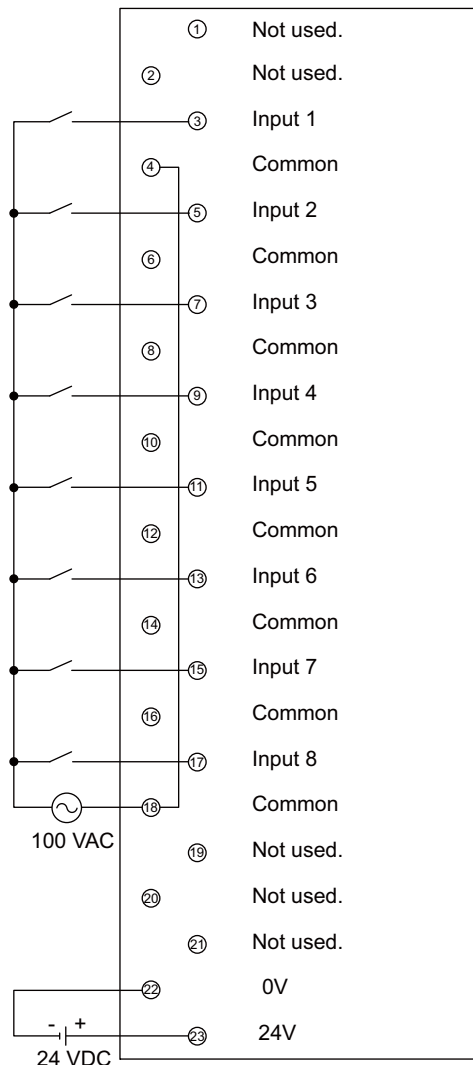 ① Not used.
② Not used.
③ Input 1
④ Common
⑤ Input 2
⑥ Common
⑦ Input 3
⑧ Common
⑨ Input 4
⑩ Common
⑪ Input 5
⑫ Common
⑬ Input 6
⑭ Common
⑮ Input 7
⑯ Common
⑰ Input 8
⑱ Common
100 VAC
⑲ Not used.
⑳ Not used.
㉑ Not used.
㉒ 0V
- +
㉓ 24V
24 VDC